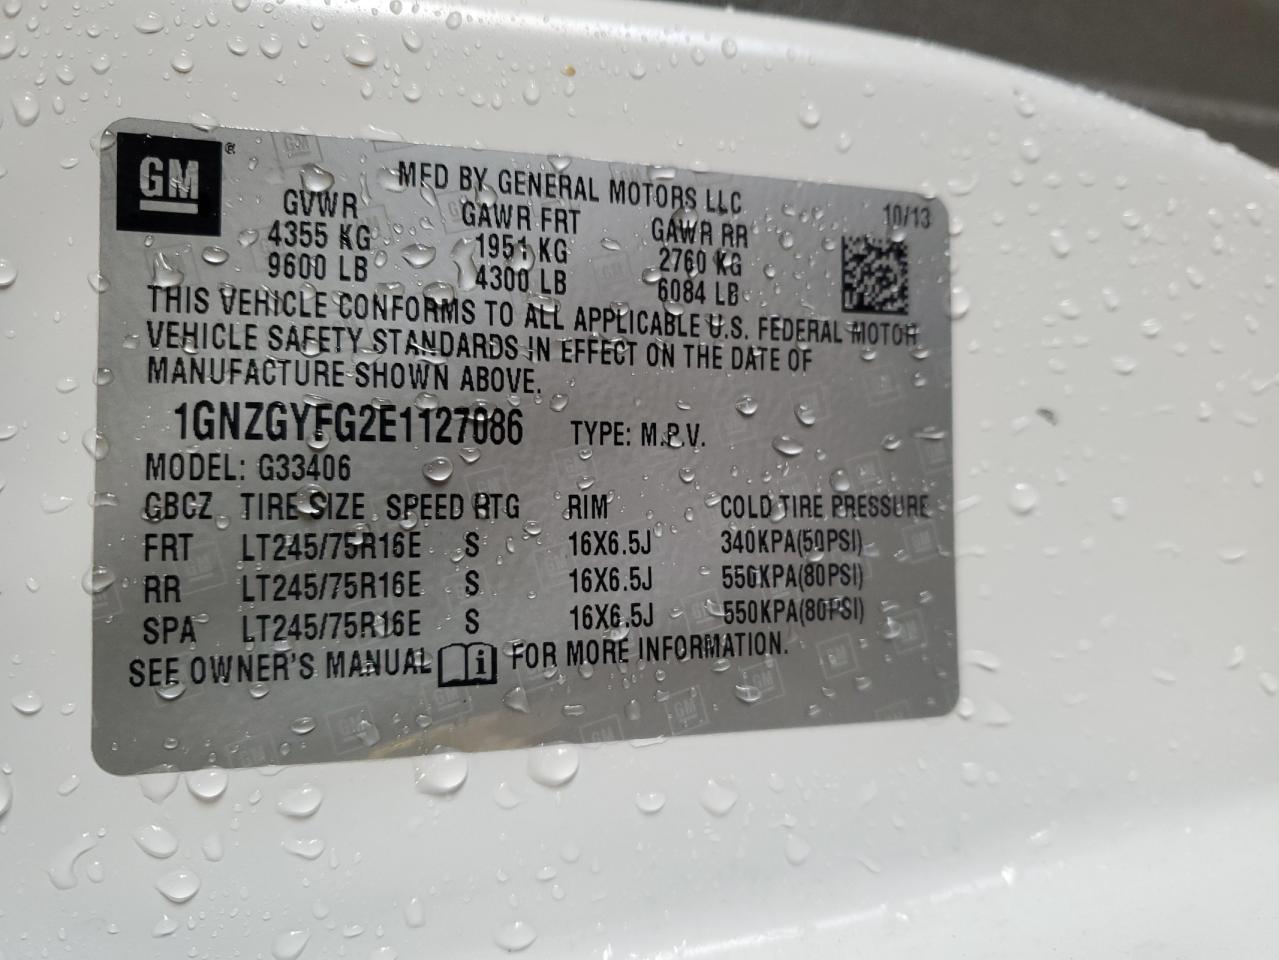 GM ®
MFD BY GENERAL MOTORS LLC
10/13
GVWR GAWR FRT GAWR RR
4355 KG 1951 KG 2760 KG
9600 LB 4300 LB 6084 LB
THIS VEHICLE CONFORMS TO ALL APPLICABLE U.S. FEDERAL MOTOR
VEHICLE SAFETY STANDARDS IN EFFECT ON THE DATE OF
MANUFACTURE SHOWN ABOVE.
1GNZGYFG2E1127086 TYPE: M.P.V.
MODEL: G33406
GBCZ TIRE SIZE SPEED RTG RIM COLD TIRE PRESSURE
FRT LT245/75R16E S 16X6.5J 340KPA(50PSI)
RR LT245/75R16E S 16X6.5J 550KPA(80PSI)
SPA LT245/75R16E S 16X6.5J 550KPA(80PSI)
SEE OWNER'S MANUAL i FOR MORE INFORMATION.